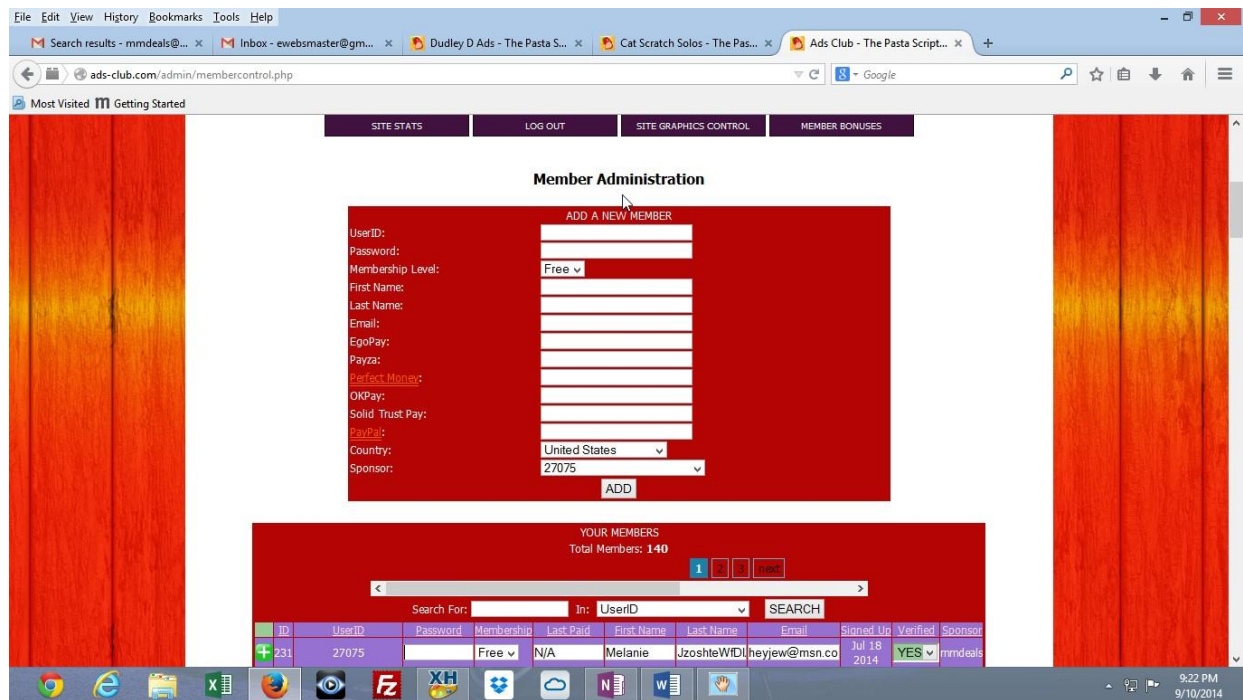 File Edit View History Bookmarks Tools Help
Search results - mmdeals@... × Inbox - ewebsmaster@gm... × Dudley D Ads - The Pasta S... × Cat Scratch Solos - The Pas... × Ads Club - The Pasta Script... × +
ads-club.com/admin/membercontrol.php Google
Most Visited Getting Started
SITE STATS LOG OUT SITE GRAPHICS CONTROL MEMBER BONUSES
Member Administration
ADD A NEW MEMBER
UserID:
Password:
Membership Level: Free
First Name:
Last Name:
Email:
EgoPay:
Payza:
Perfect Money:
OKPay:
Solid Trust Pay:
PayPal:
Country: United States
Sponsor: 27075
ADD
YOUR MEMBERS
Total Members: 140
1 2 3 next
Search For: In: UserID SEARCH
ID UserID Password Membership Last Paid First Name Last Name Email Signed Up Verified Sponsor
231 27075 Free N/A Melanie JzoshteWfDl, heyjew@msn.co Jul 18 2014 YES mmdeals
9:22 PM
9/10/2014